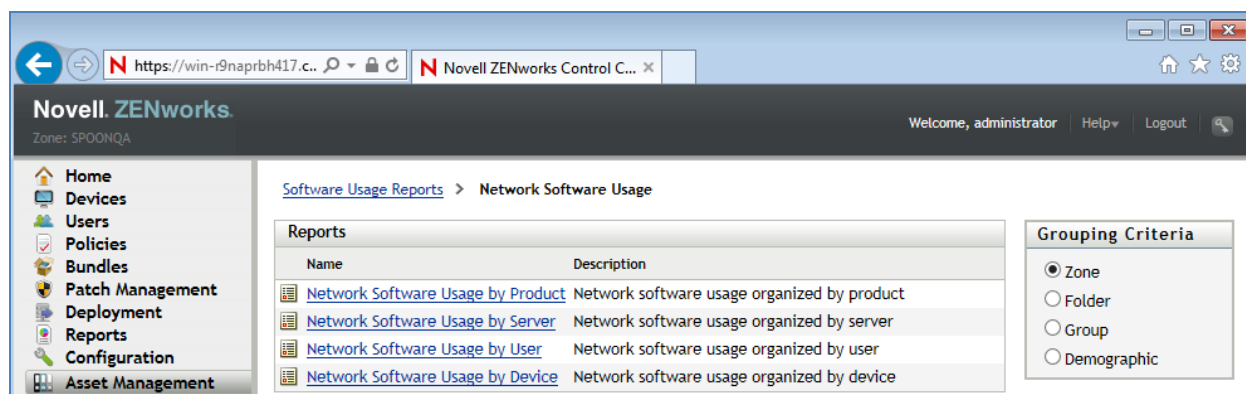 https://win-r9naprbh417.c..
Novell ZENworks Control C...
Novell. ZENworks.
Zone: SPOONQA
Welcome, administrator
Help
Logout
Home
Devices
Users
Policies
Bundles
Patch Management
Deployment
Reports
Configuration
Asset Management
Software Usage Reports > Network Software Usage
Reports
Name Description
Network Software Usage by Product Network software usage organized by product
Network Software Usage by Server Network software usage organized by server
Network Software Usage by User Network software usage organized by user
Network Software Usage by Device Network software usage organized by device
Grouping Criteria
Zone
Folder
Group
Demographic